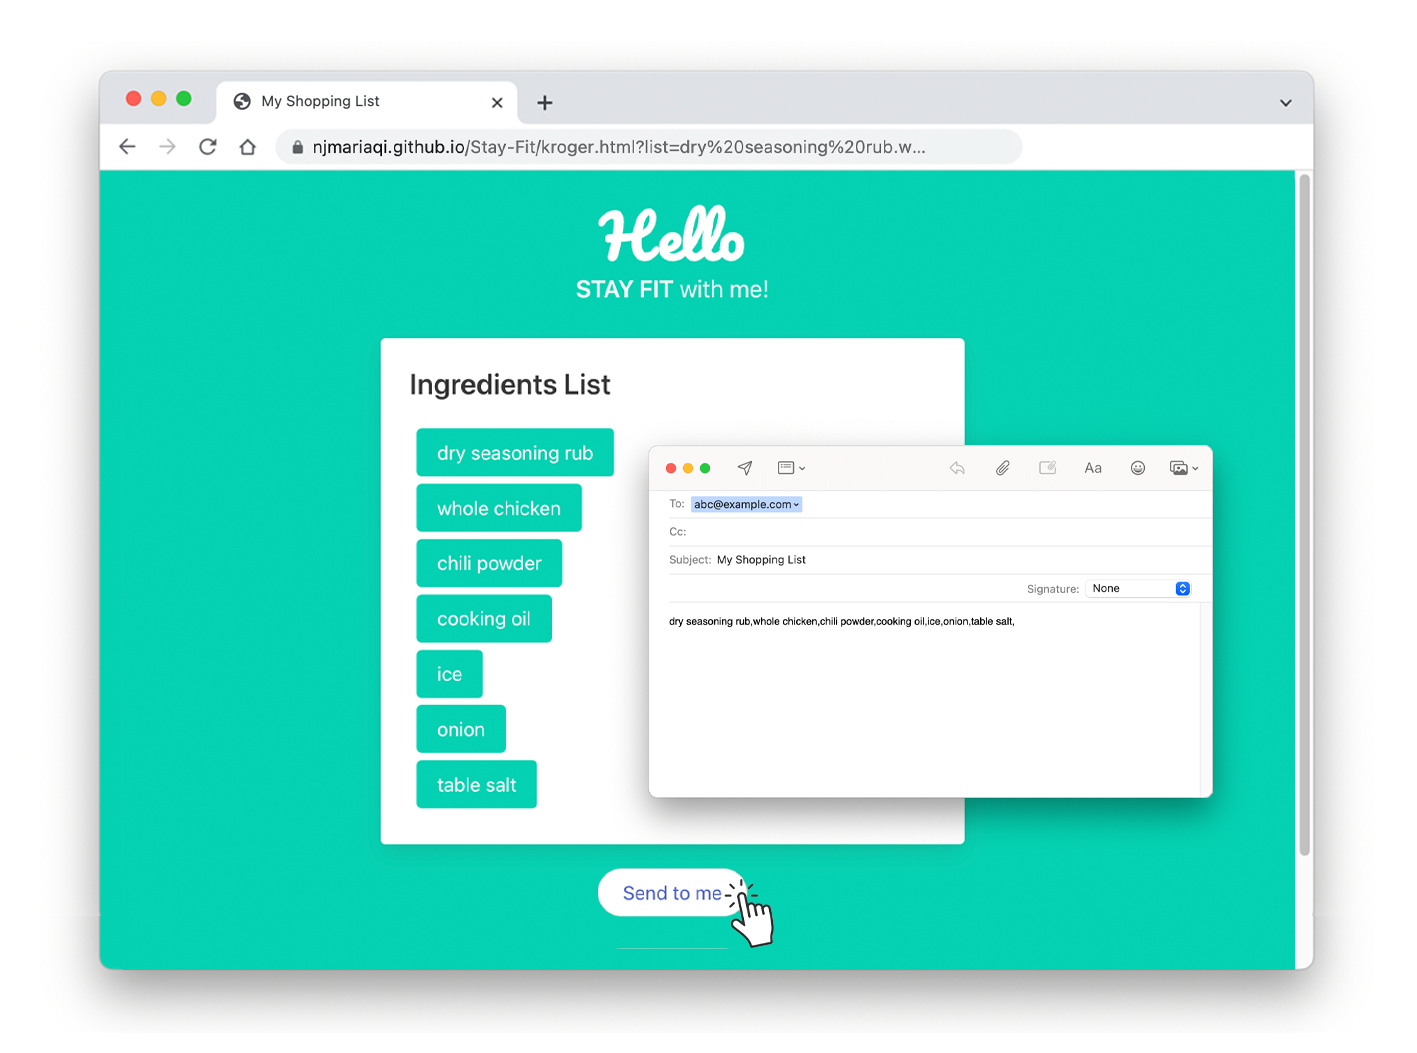 My Shopping List
njmariaqi.github.io/Stay-Fit/kroger.html?list=dry%20seasoning%20rub.w...
Hello
STAY FIT with me!
Ingredients List
dry seasoning rub
whole chicken
chili powder
cooking oil
ice
onion
table salt
Aa
To: abc@example.com
Cc:
Subject: My Shopping List
Signature: None
dry seasoning rub,whole chicken,chili powder,cooking oil,ice,onion,table salt,
Send to me